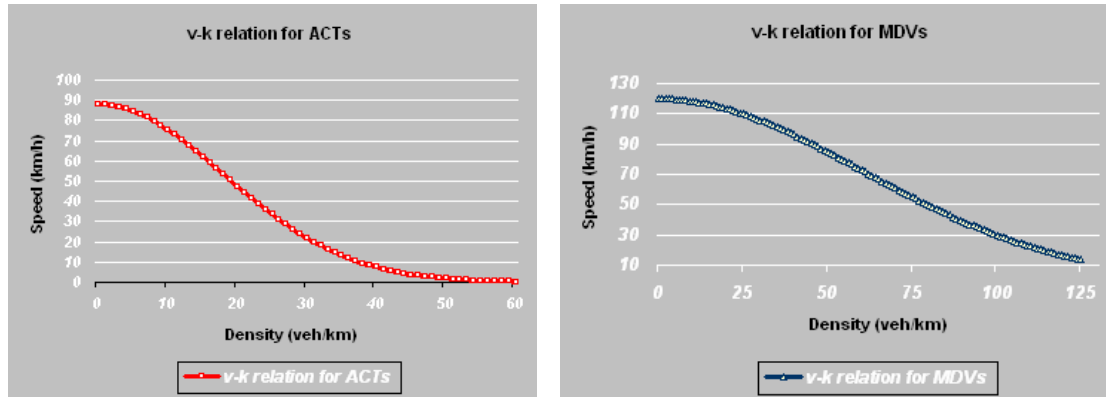 v-k relation for ACTs
100
90
80
70
60
50
40
30
20
10
0
Speed (km/h)
0 10 20 30 40 50 60
Density (veh/km)
v-k relation for ACTs
v-k relation for MDVs
130
110
90
70
50
30
10
Speed (km/h)
0 25 50 75 100 125
Density (veh/km)
v-k relation for MDVs